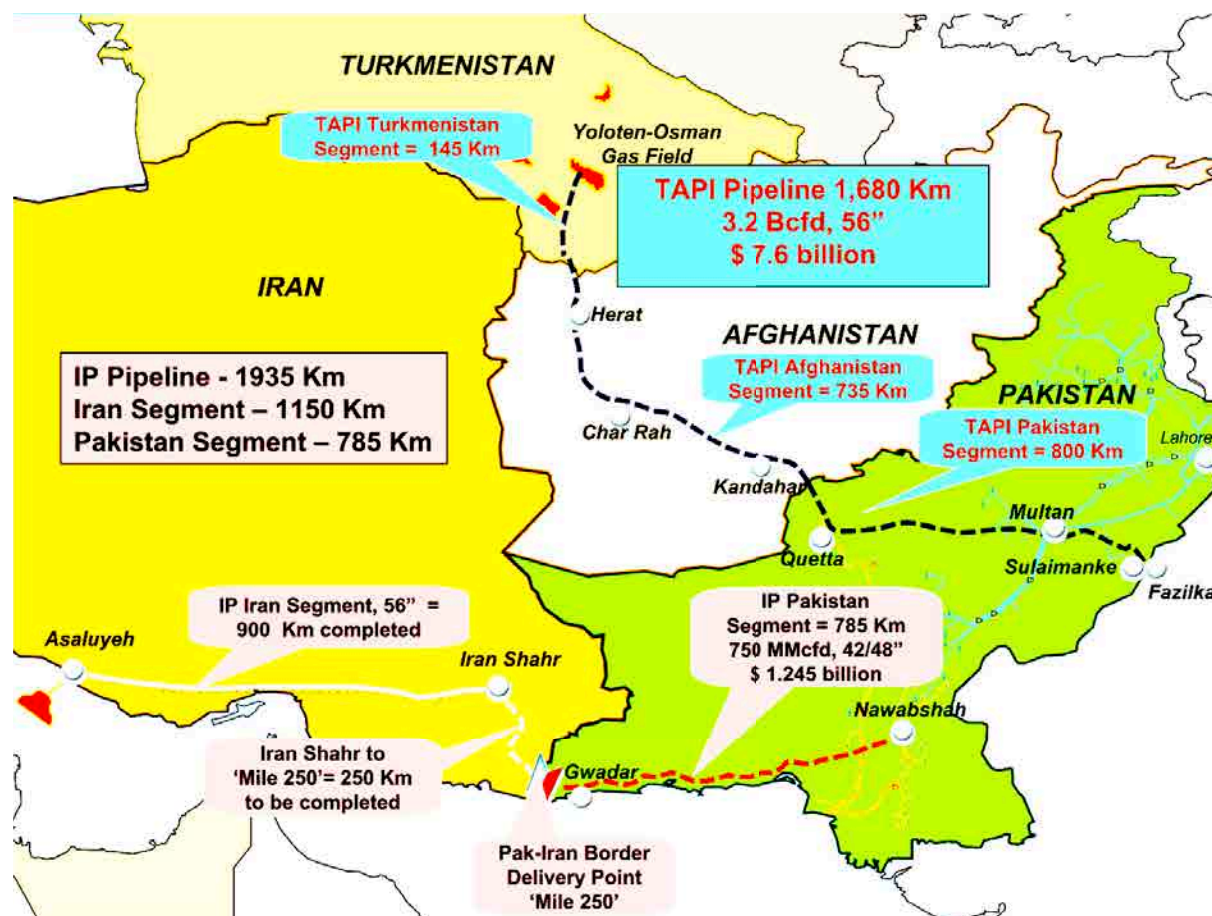 TURKMENISTAN
TAPI Turkmenistan
Segment = 145 Km
Yoloten-Osman
Gas Field
TAPI Pipeline 1,680 Km
3.2 Bcfd, 56”
$ 7.6 billion
IRAN
Herat
AFGHANISTAN
IP Pipeline - 1935 Km
Iran Segment – 1150 Km
Pakistan Segment – 785 Km
TAPI Afghanistan
Segment = 735 Km
PAKISTAN
Char Rah
TAPI Pakistan
Segment = 800 Km
Lahore
Kandahar
Multan
Quetta
Sulaimanke
Fazilka
IP Iran Segment, 56” =
900 Km completed
IP Pakistan
Segment = 785 Km
750 MMcfd, 42/48”
$ 1.245 billion
Asaluyeh
Iran Shahr
Nawabshah
Iran Shahr to
‘Mile 250’= 250 Km
to be completed
Gwadar
Pak-Iran Border
Delivery Point
‘Mile 250’